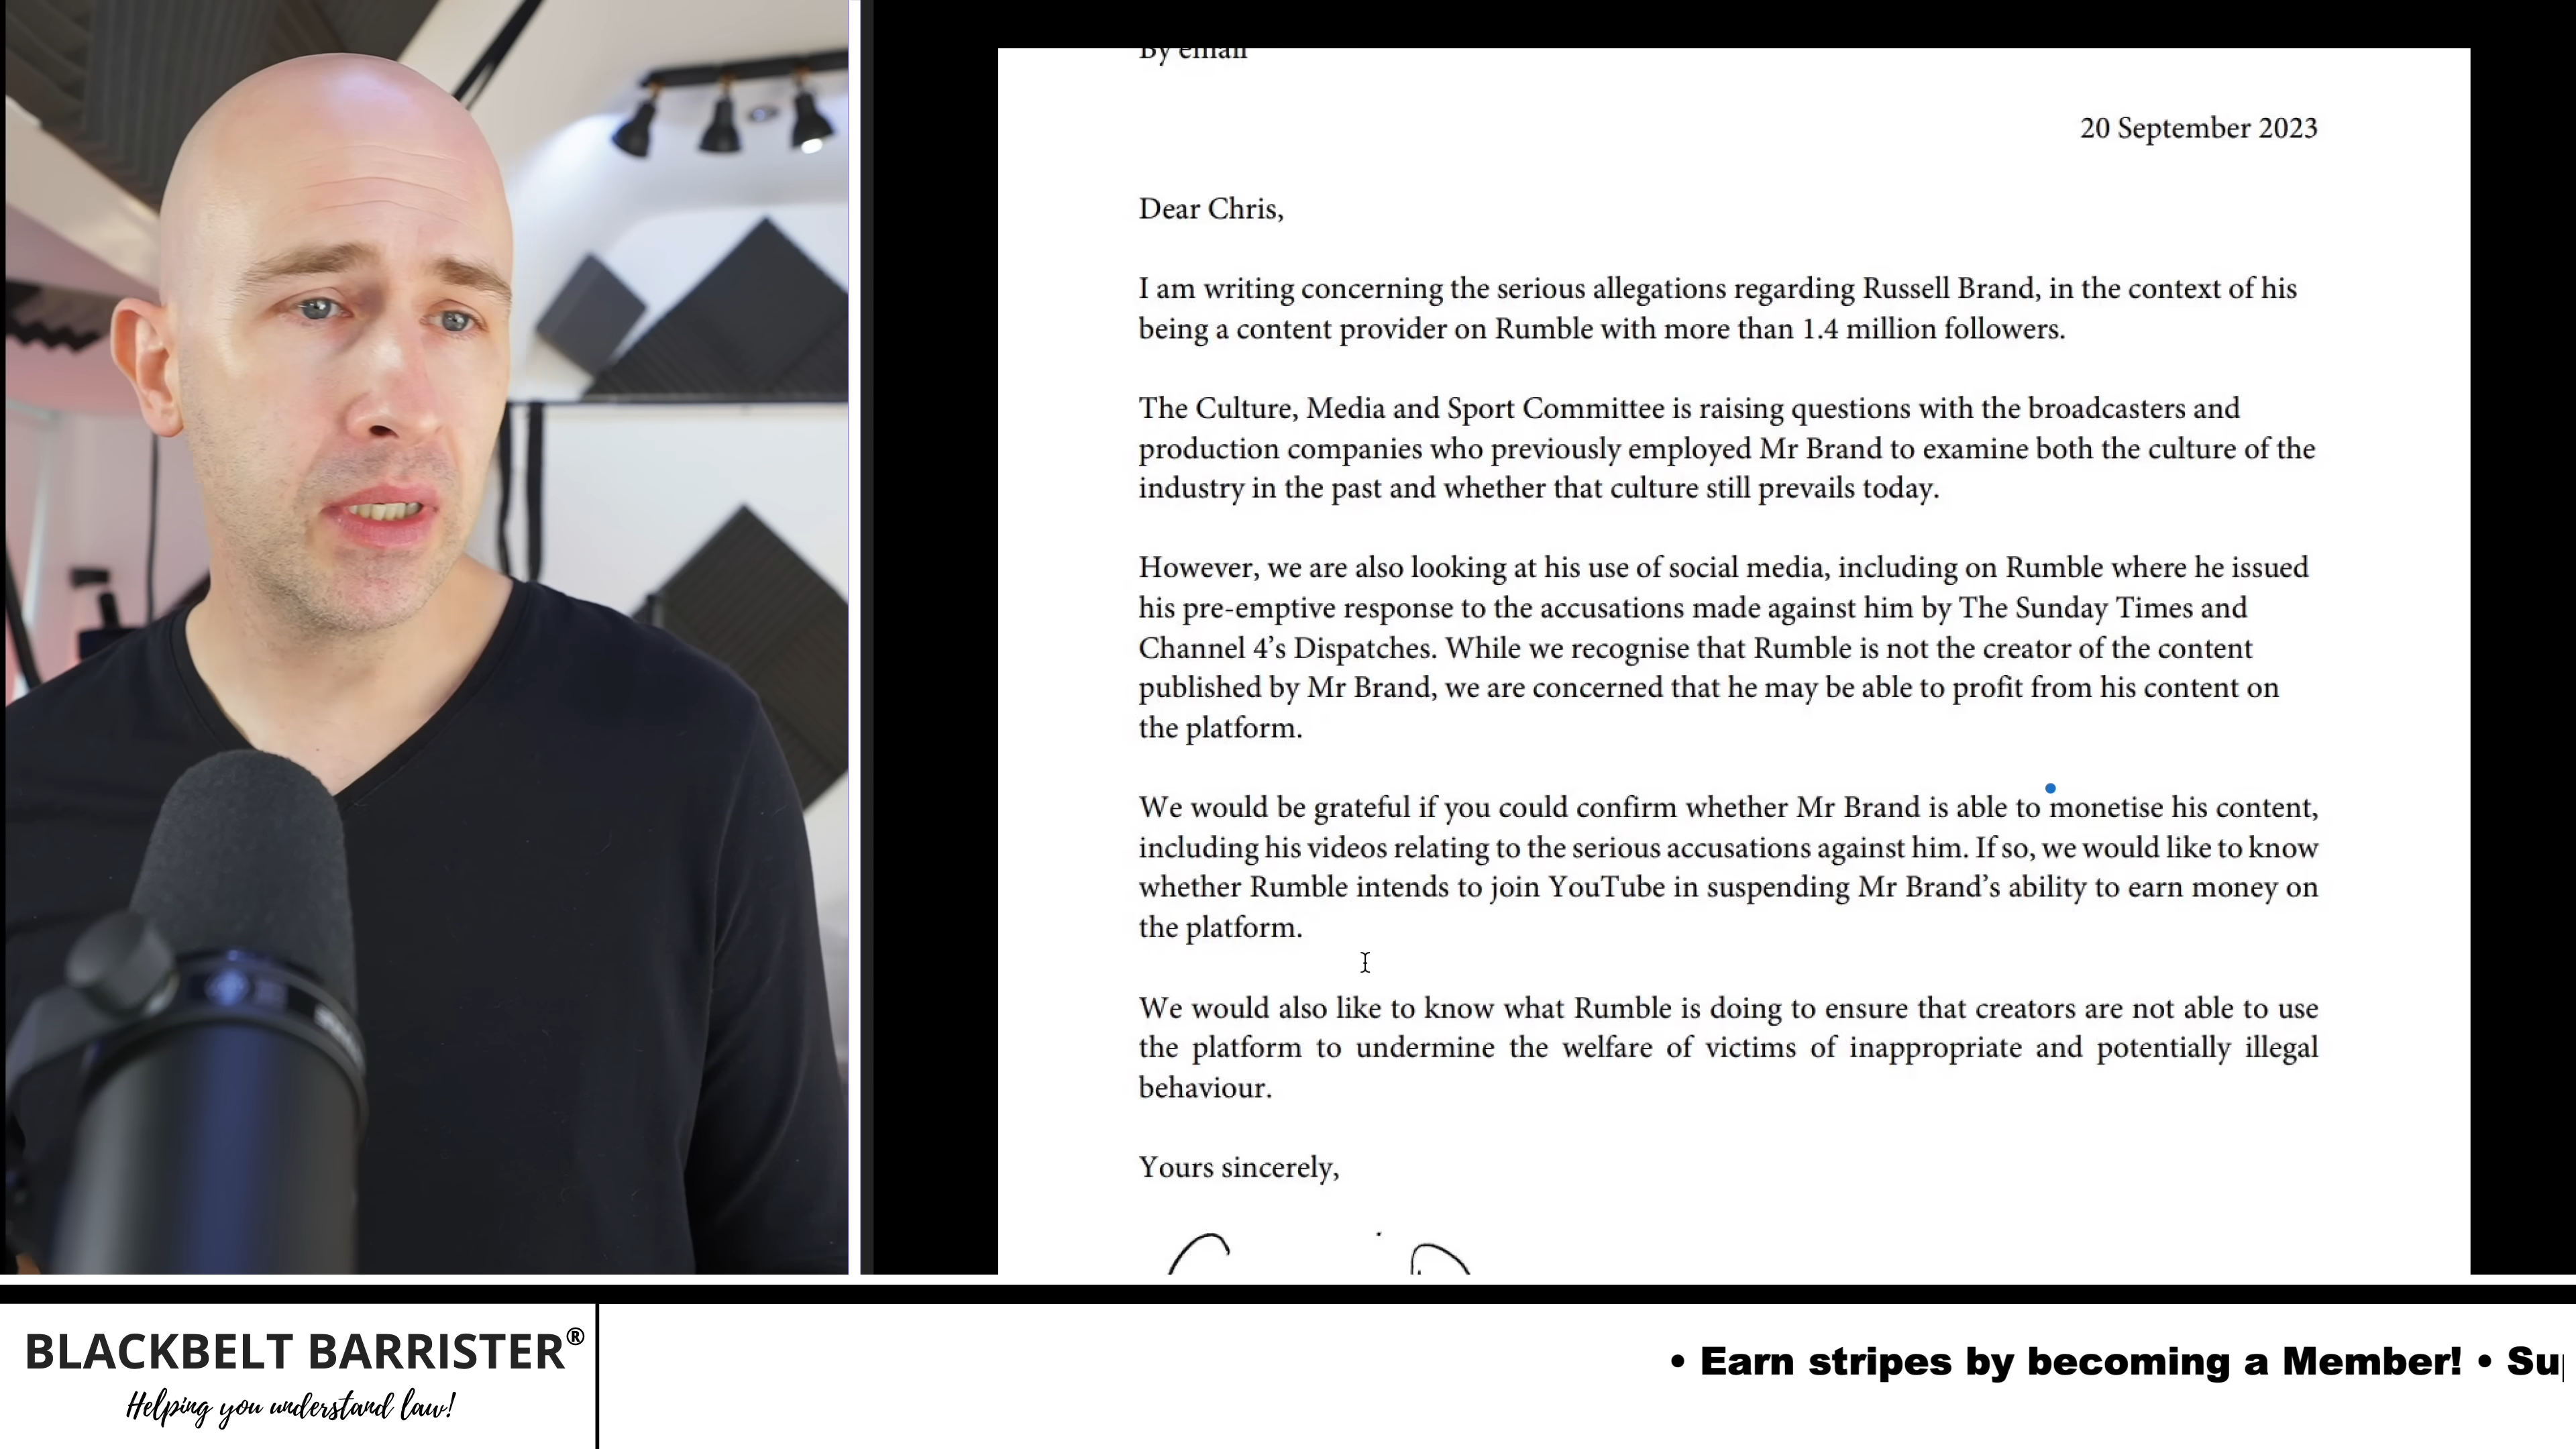 By email
20 September 2023
Dear Chris,
I am writing concerning the serious allegations regarding Russell Brand, in the context of his
being a content provider on Rumble with more than 1.4 million followers.
The Culture, Media and Sport Committee is raising questions with the broadcasters and
production companies who previously employed Mr Brand to examine both the culture of the
industry in the past and whether that culture still prevails today.
However, we are also looking at his use of social media, including on Rumble where he issued
his pre-emptive response to the accusations made against him by The Sunday Times and
Channel 4’s Dispatches. While we recognise that Rumble is not the creator of the content
published by Mr Brand, we are concerned that he may be able to profit from his content on
the platform.
We would be grateful if you could confirm whether Mr Brand is able to monetise his content,
including his videos relating to the serious accusations against him. If so, we would like to know
whether Rumble intends to join YouTube in suspending Mr Brand’s ability to earn money on
the platform.
We would also like to know what Rumble is doing to ensure that creators are not able to use
the platform to undermine the welfare of victims of inappropriate and potentially illegal
behaviour.
Yours sincerely,
BLACKBELT BARRISTER®
Helping you understand law!
• Earn stripes by becoming a Member! •